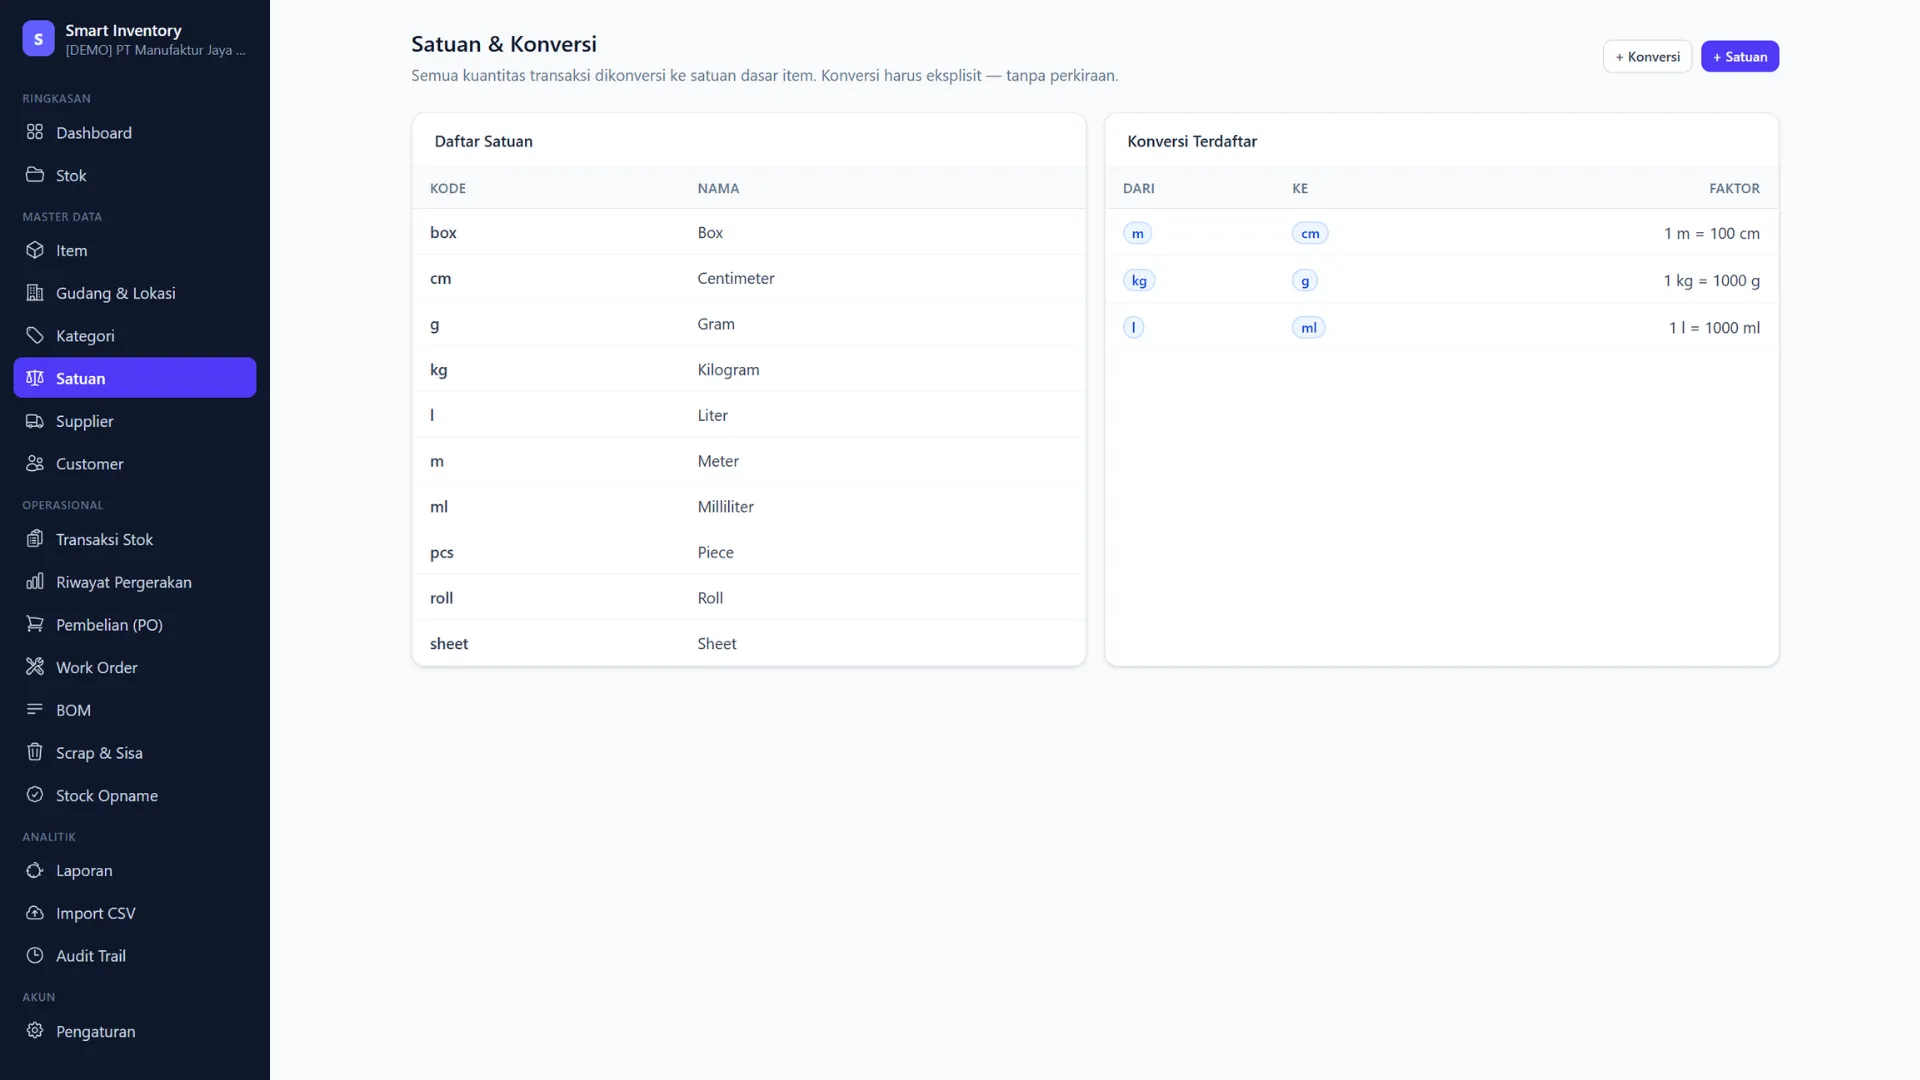 S
Smart Inventory
[DEMO] PT Manufaktur Jaya ...
RINGKASAN
Dashboard
Stok
MASTER DATA
Item
Gudang & Lokasi
Kategori
Satuan
Supplier
Customer
OPERASIONAL
Transaksi Stok
Riwayat Pergerakan
Pembelian (PO)
Work Order
BOM
Scrap & Sisa
Stock Opname
ANALITIK
Laporan
Import CSV
Audit Trail
AKUN
Pengaturan
Satuan & Konversi
Semua kuantitas transaksi dikonversi ke satuan dasar item. Konversi harus eksplisit — tanpa perkiraan.
+ Konversi
+ Satuan
Daftar Satuan
KODE NAMA
box Box
cm Centimeter
g Gram
kg Kilogram
l Liter
m Meter
ml Milliliter
pcs Piece
roll Roll
sheet Sheet
Konversi Terdaftar
DARI KE FAKTOR
m cm 1 m = 100 cm
kg g 1 kg = 1000 g
l ml 1 l = 1000 ml